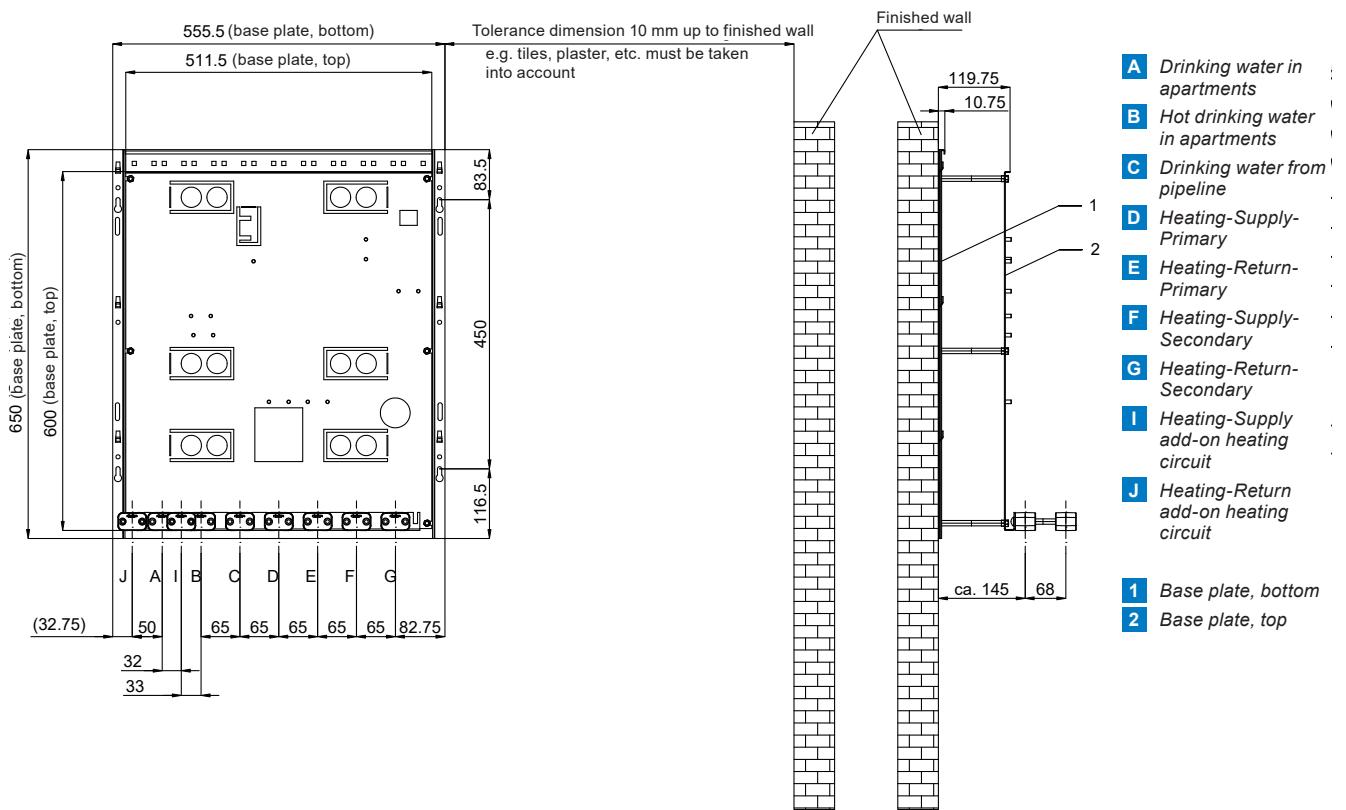 555.5 (base plate, bottom)
511.5 (base plate, top)
Tolerance dimension 10 mm up to finished wall
e.g. tiles, plaster, etc. must be taken
into account
Finished wall
119.75
10.75
83.5
450
116.5
650 (base plate, bottom)
600 (base plate, top)
1
2
J A I B C D E F G
(32.75) 50 65 65 65 65 65 82.75
32
33
ca. 145 68
A Drinking water in
apartments
B Hot drinking water
in apartments
C Drinking water from
pipeline
D Heating-Supply-
Primary
E Heating-Return-
Primary
F Heating-Supply-
Secondary
G Heating-Return-
Secondary
I Heating-Supply
add-on heating
circuit
J Heating-Return
add-on heating
circuit
1 Base plate, bottom
2 Base plate, top